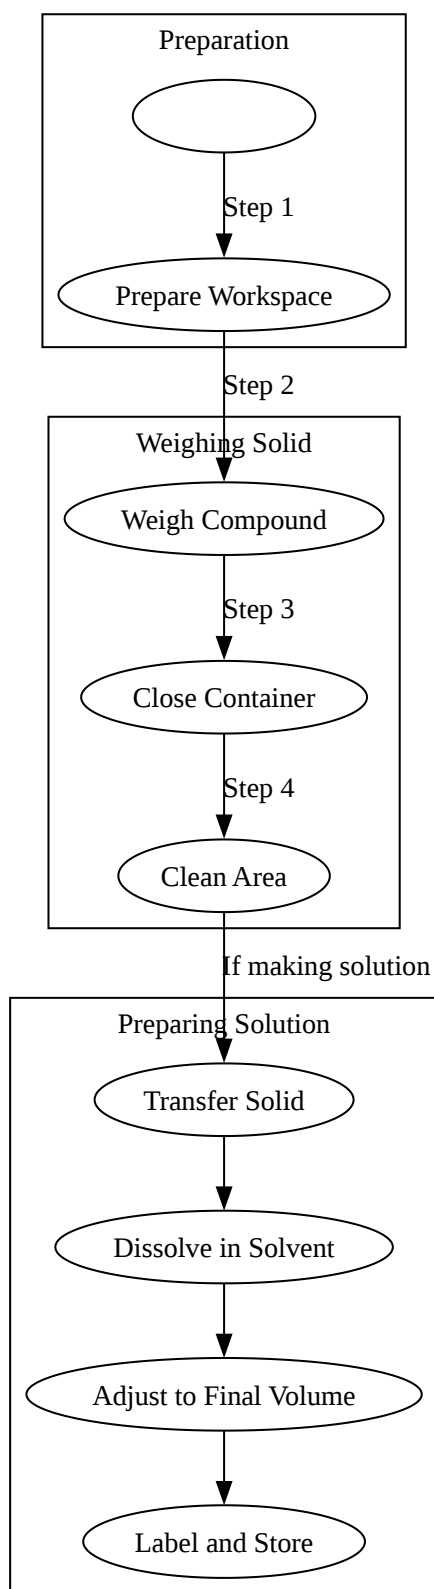 Preparation
Step 1
Prepare Workspace
Step 2
Weighing Solid
Weigh Compound
Step 3
Close Container
Step 4
Clean Area
If making solution
Preparing Solution
Transfer Solid
Dissolve in Solvent
Adjust to Final Volume
Label and Store